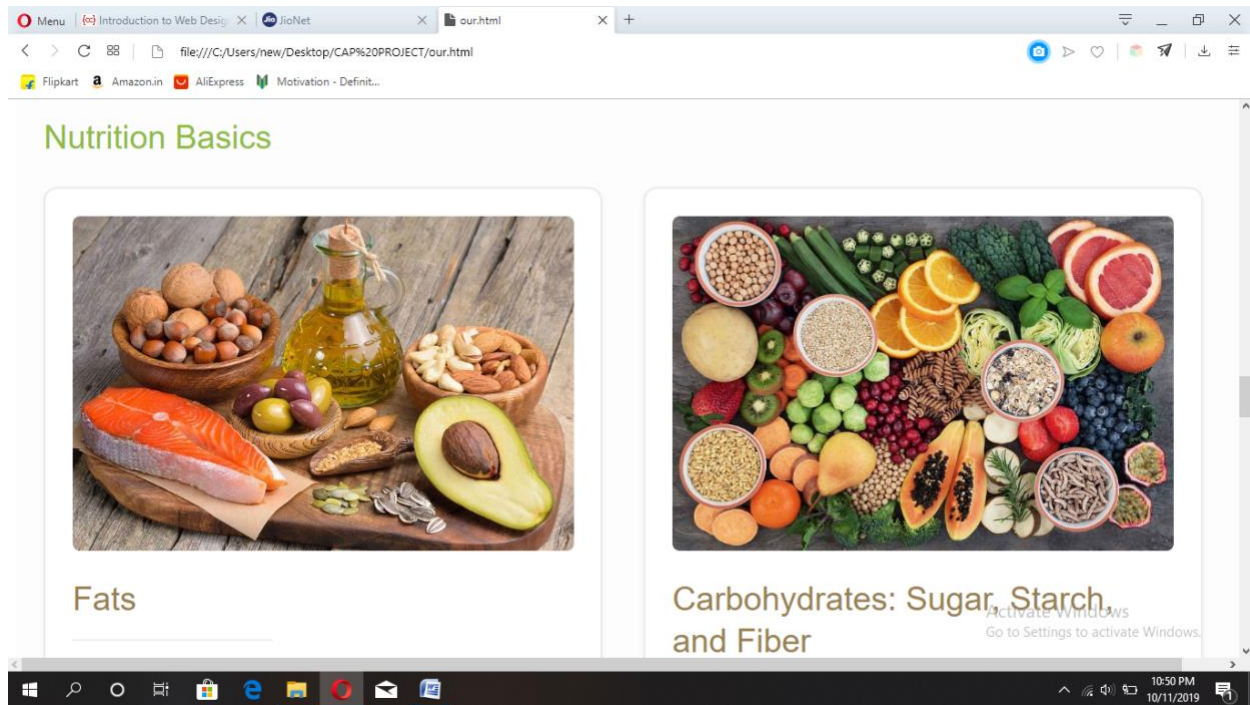 Menu
Introduction to Web Desig
JioNet
our.html
file:///C:/Users/new/Desktop/CAP%20PROJECT/our.html
Flipkart
Amazon.in
AliExpress
Motivation - Definit...
Nutrition Basics
Fats
Carbohydrates: Sugar, Starch,
and Fiber
Activate Windows
Go to Settings to activate Windows.
10:50 PM
10/11/2019